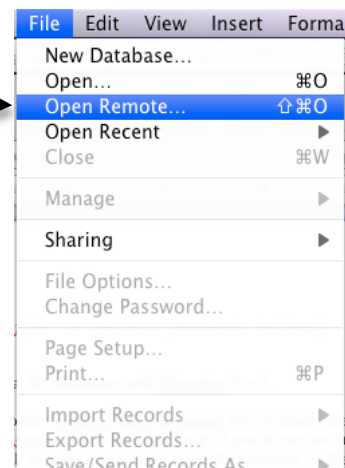 File Edit View Insert Forma
New Database...
Open... ⌘O
Open Remote... ⇧⌘O
Open Recent ▶
Close ⌘W
Manage ▶
Sharing ▶
File Options...
Change Password...
Page Setup...
Print... ⌘P
Import Records ▶
Export Records...
Save/Send Records As ▶